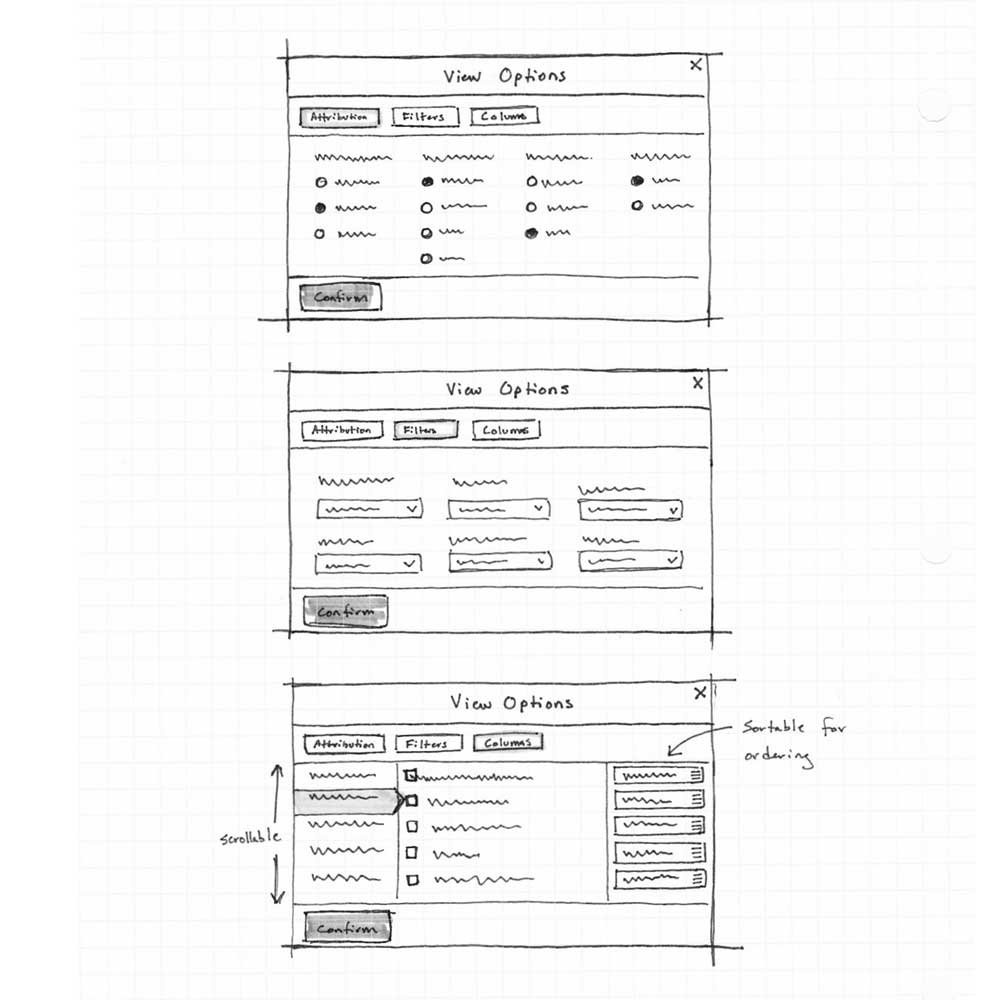 View Options
X
Attribution Filters Columns
Confirm
View Options
X
Attribution Filters Columns
Confirm
View Options
X
Sortable for
ordering
Attribution Filters Columns
Scrollable
Confirm